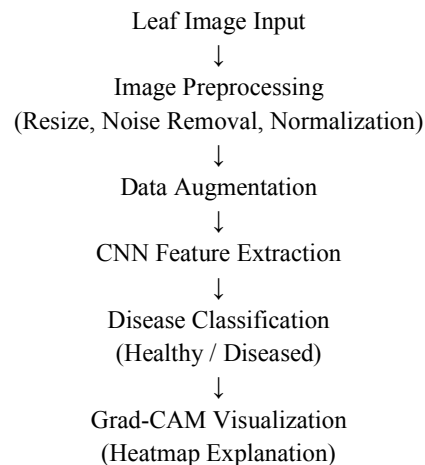 Leaf Image Input
↓
Image Preprocessing
(Resize, Noise Removal, Normalization)
↓
Data Augmentation
↓
CNN Feature Extraction
↓
Disease Classification
(Healthy / Diseased)
↓
Grad-CAM Visualization
(Heatmap Explanation)